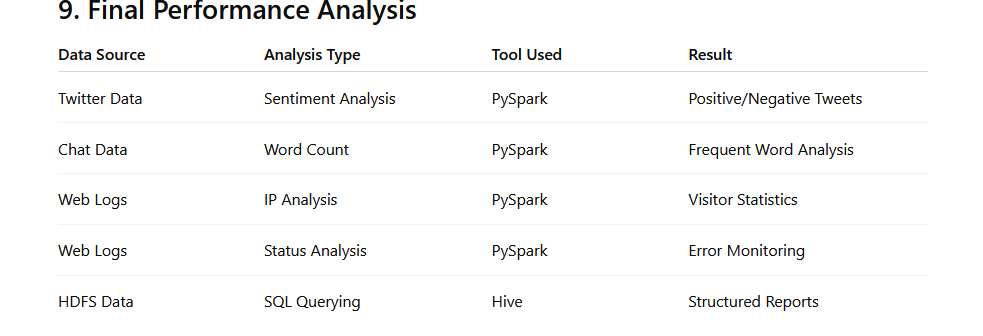 9. Final Performance Analysis
Data Source Analysis Type Tool Used Result
Twitter Data Sentiment Analysis PySpark Positive/Negative Tweets
Chat Data Word Count PySpark Frequent Word Analysis
Web Logs IP Analysis PySpark Visitor Statistics
Web Logs Status Analysis PySpark Error Monitoring
HDFS Data SQL Querying Hive Structured Reports